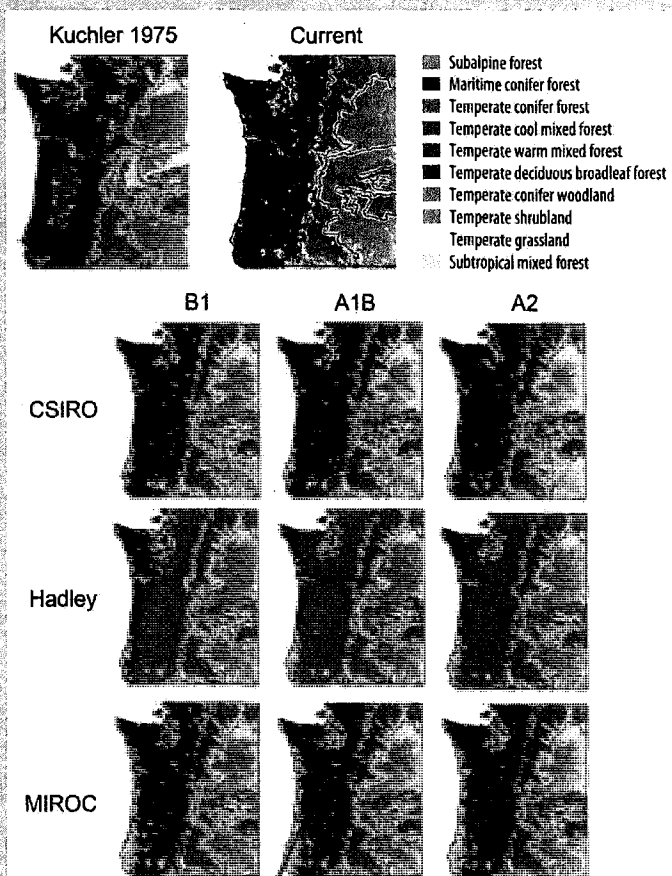 Kuchler 1975
Current
Subalpine forest
Maritime conifer forest
Temperate conifer forest
Temperate cool mixed forest
Temperate warm mixed forest
Temperate deciduous broadleaf forest
Temperate conifer woodland
Temperate shrubland
Temperate grassland
Subtropical mixed forest
B1
A1B
A2
CSIRO
Hadley
MIROC